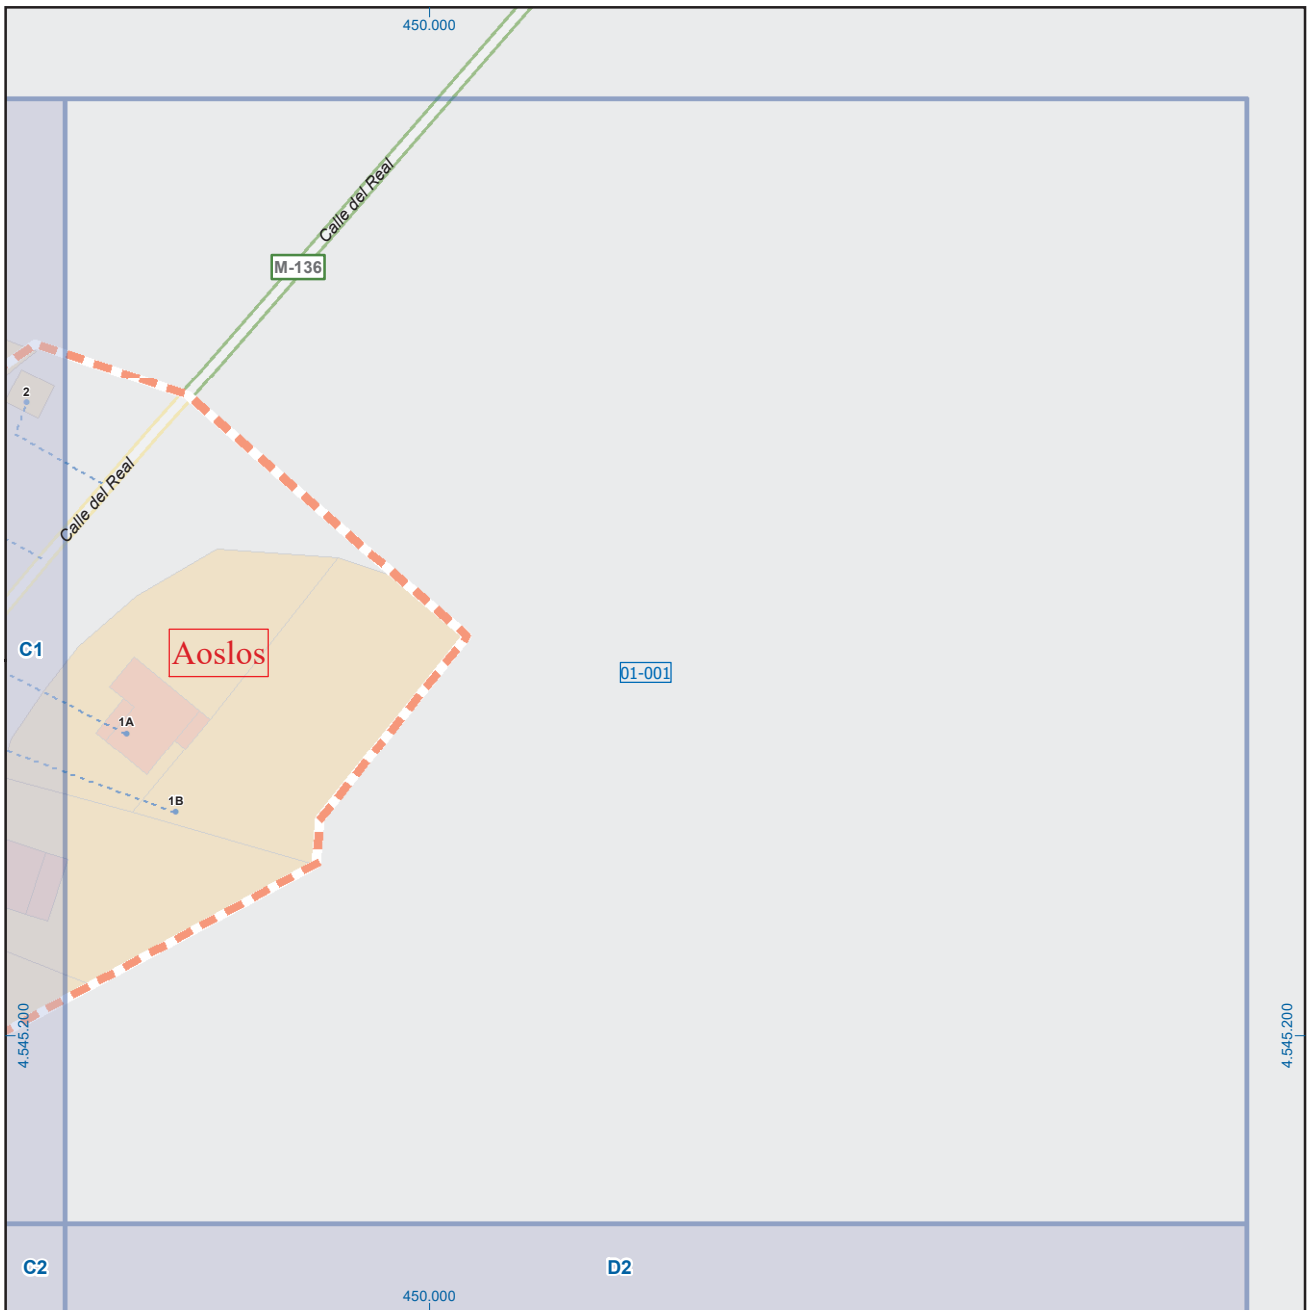 450.000
Calle del Real
M-136
2
Calle del Real
C1
Aoslos
01-001
1A
1B
4.545.200
4.545.200
C2
D2
450.000